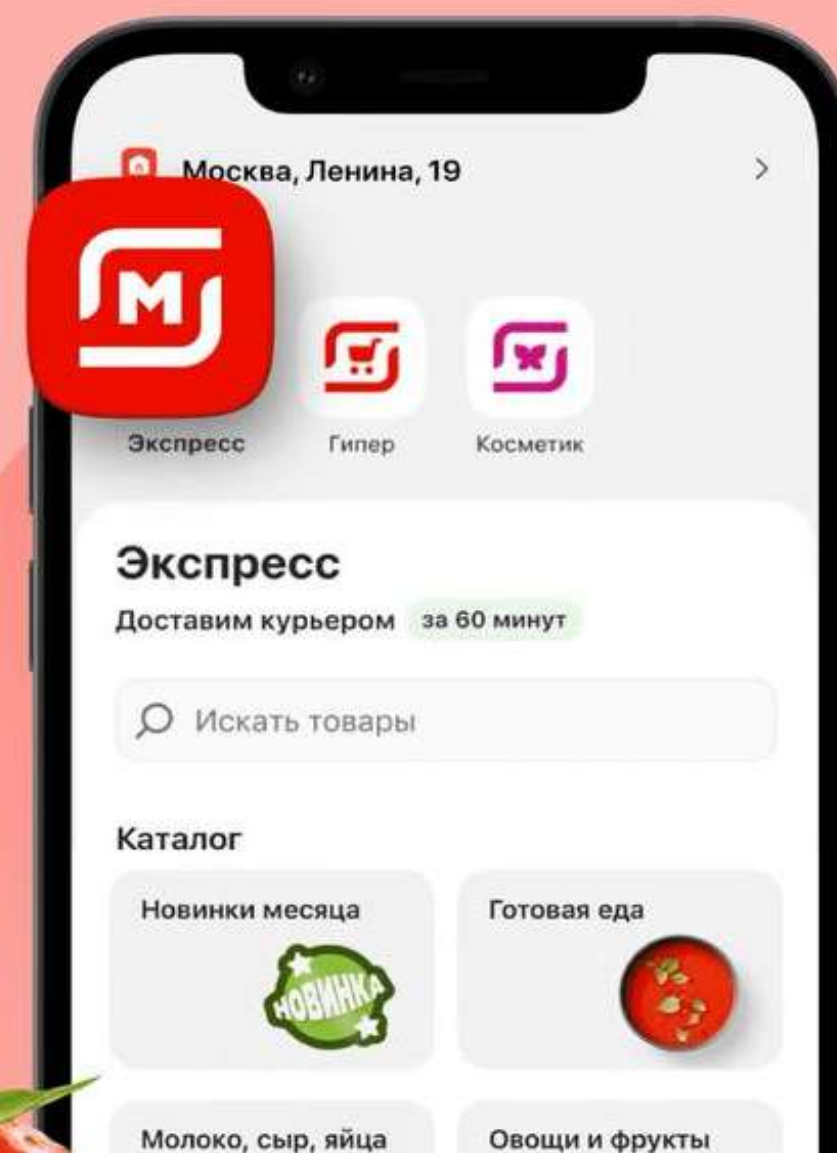 Москва, Ленина, 19
М
Экспресс
Гипер
Косметик
Экспресс
Доставим курьером за 60 минут
Искать товары
Каталог
Новинки месяца
Готовая еда
НОВИНКА
Молоко, сыр, яйца
Овощи и фрукты